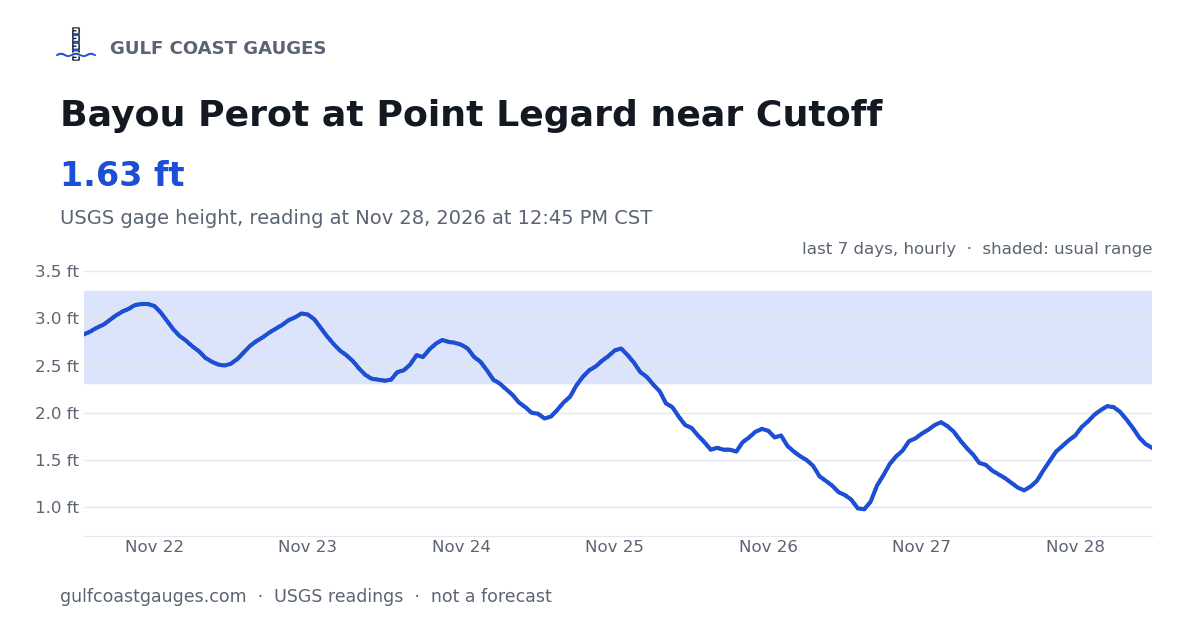 GULF COAST GAUGES
Bayou Perot at Point Legard near Cutoff
1.63 ft
USGS gage height, reading at Nov 28, 2026 at 12:45 PM CST
last 7 days, hourly · shaded: usual range
3.5 ft
3.0 ft
2.5 ft
2.0 ft
1.5 ft
1.0 ft
Nov 22 Nov 23 Nov 24 Nov 25 Nov 26 Nov 27 Nov 28
gulfcoastgauges.com · USGS readings · not a forecast